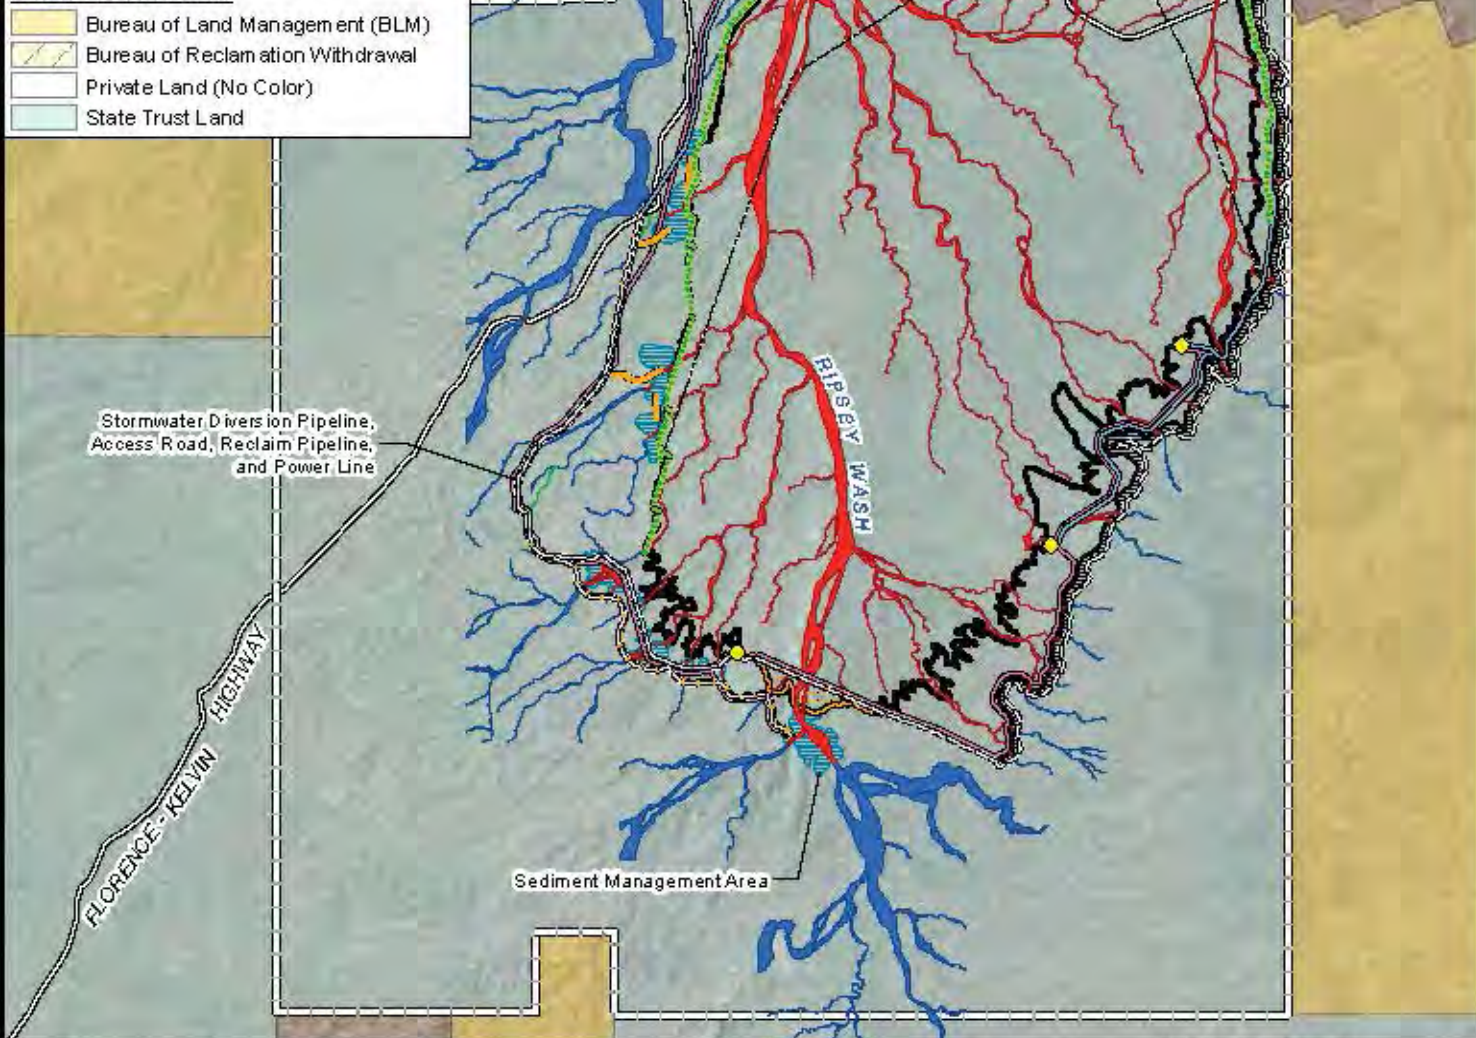 Bureau of Land Management (BLM)
Bureau of Reclamation Withdrawal
Private Land (No Color)
State Trust Land
RIPSEY WASH
Stormwater Diversion Pipeline,
Access Road, Reclaim Pipeline,
and Power Line
FLORENCE - KELVIN HIGHWAY
Sediment Management Area